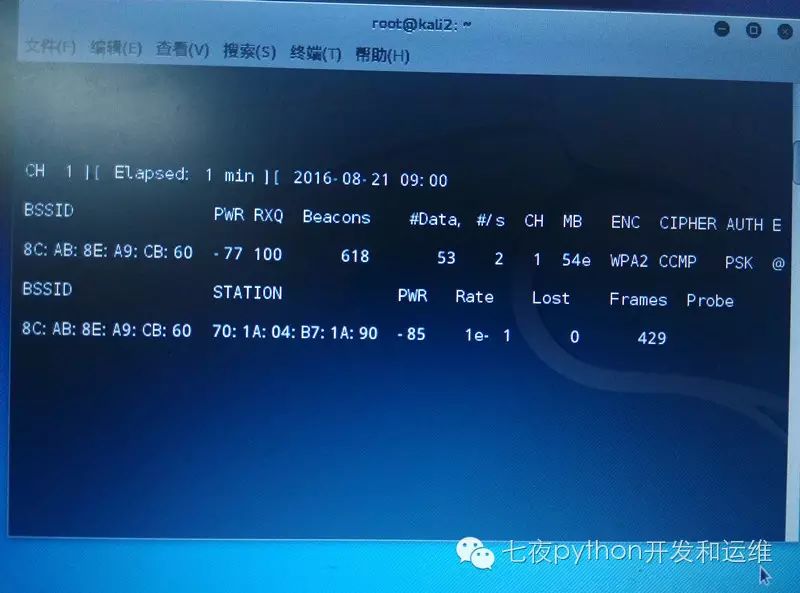 root@kali2: ~
文件(F) 编辑(E) 查看(V) 搜索(S) 终端(T) 帮助(H)
CH 1 ][ Elapsed: 1 min ][ 2016-08-21 09:00
BSSID PWR RXQ Beacons #Data, #/s CH MB ENC CIPHER AUTH E
8C:AB:8E:A9:CB:60 -77 100 618 53 2 1 54e WPA2 CCMP PSK @
BSSID STATION PWR Rate Lost Frames Probe
8C:AB:8E:A9:CB:60 70:1A:04:B7:1A:90 -85 1e- 1 0 429
七夜python开发和运维